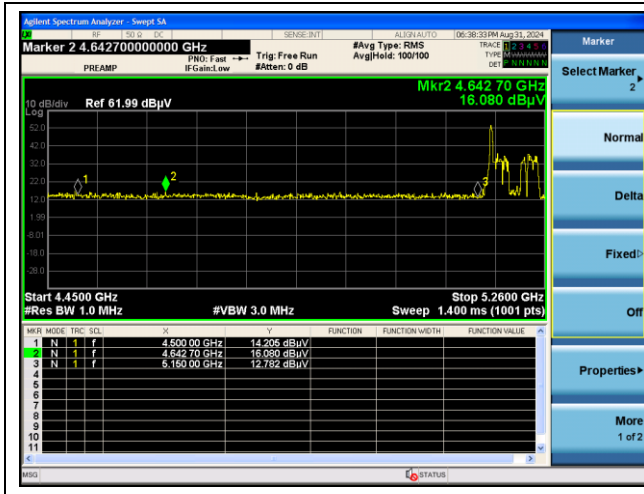 Agilent Spectrum Analyzer - Swept SA
RF 50 Ω DC SENSE:INT ALIGN AUTO 06:38:33 PM Aug 31, 2024
Marker 2 4.642700000000 GHz
PREAMP
PNO: Fast
IFGain:Low
Trig: Free Run
#Atten: 0 dB
#Avg Type: RMS
Avg|Hold: 100/100
TRACE 1 2 3 4 5 6
TYPE
DET P N N N N N
Mkr2 4.642 70 GHz
16.080 dBµV
10 dB/div Ref 61.99 dBµV
Log
52.0
42.0
32.0
22.0
12.0
1.99
-8.01
-18.0
-28.0
1
2
3
Start 4.4500 GHz Stop 5.2600 GHz
#Res BW 1.0 MHz #VBW 3.0 MHz Sweep 1.400 ms (1001 pts)
MKR MODE TRC SCL X Y FUNCTION FUNCTION WIDTH FUNCTION VALUE
1 N 1 f 4.500 00 GHz 14.205 dBµV
2 N 1 f 4.642 70 GHz 16.080 dBµV
3 N 1 f 5.150 00 GHz 12.782 dBµV
4
5
6
7
8
9
10
11
MSG STATUS
Marker
Select Marker
2
Normal
Delta
Fixed
Off
Properties
More
1 of 2